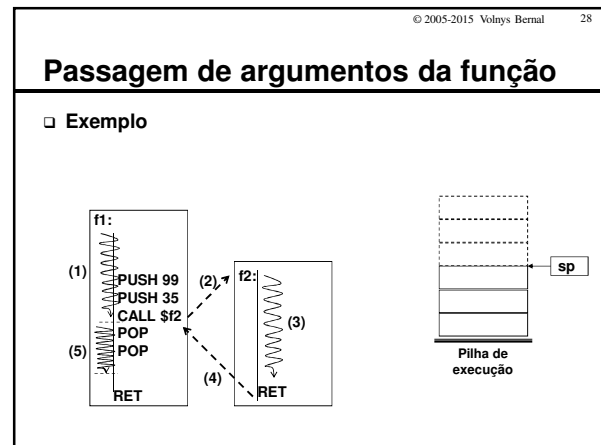 © 2005-2015 Volnys Bernal 28
Passagem de argumentos da função
Exemplo
f1:
(1)
PUSH 99
PUSH 35
CALL $f2
POP
POP
(5)
RET
(2)
f2:
(3)
(4)
RET
sp
Pilha de
execução